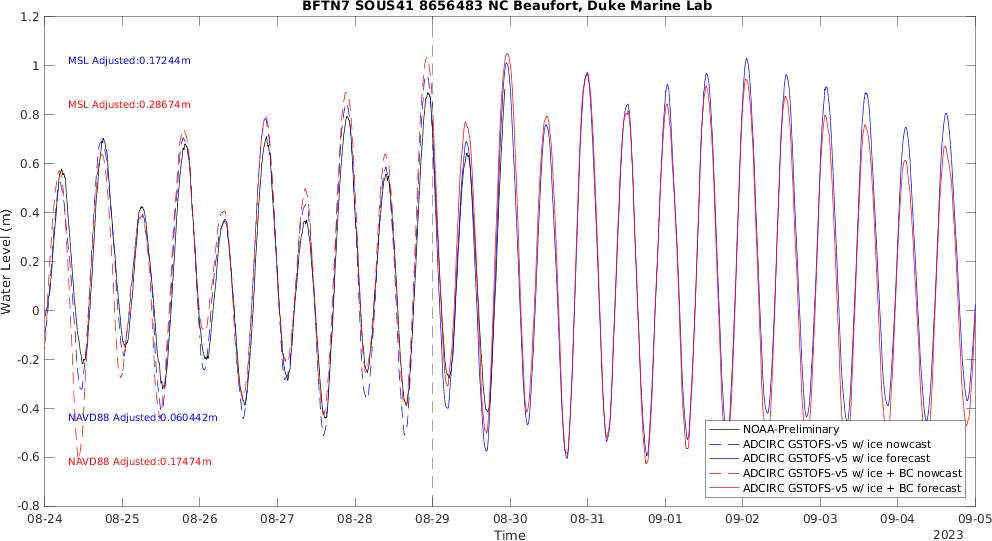 BFTN7 SOUS41 8656483 NC Beaufort, Duke Marine Lab
1.2
1
0.8
0.6
0.4
0.2
0
-0.2
-0.4
-0.6
-0.8
Water Level (m)
MSL Adjusted:0.17244m
MSL Adjusted:0.28674m
NAVD88 Adjusted:0.060442m
NAVD88 Adjusted:0.17474m
NOAA-Preliminary
ADCIRC GSTOFS-v5 w/ ice nowcast
ADCIRC GSTOFS-v5 w/ ice forecast
ADCIRC GSTOFS-v5 w/ ice + BC nowcast
ADCIRC GSTOFS-v5 w/ ice + BC forecast
08-24 08-25 08-26 08-27 08-28 08-29 08-30 08-31 09-01 09-02 09-03 09-04 09-05
Time
2023